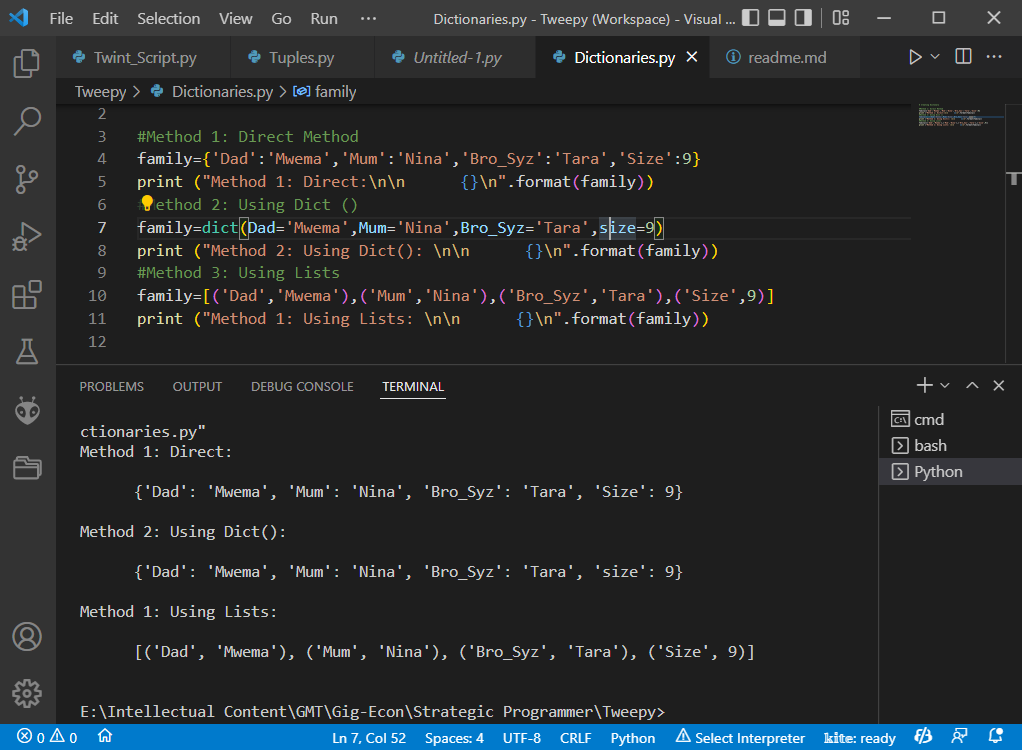 File Edit Selection View Go Run ··· Dictionaries.py - Tweepy (Workspace) - Visual ...
Twint_Script.py Tuples.py Untitled-1.py Dictionaries.py readme.md
Tweepy > Dictionaries.py > family
2
3 #Method 1: Direct Method
4 family={'Dad':'Mwema','Mum':'Nina','Bro_Syz':'Tara','Size':9}
5 print ("Method 1: Direct:\n\n      {}\n".format(family))
6 #Method 2: Using Dict ()
7 family=dict(Dad='Mwema',Mum='Nina',Bro_Syz='Tara',size=9)
8 print ("Method 2: Using Dict(): \n\n      {}\n".format(family))
9 #Method 3: Using Lists
10 family=[('Dad','Mwema'),('Mum','Nina'),('Bro_Syz','Tara'),('Size',9)]
11 print ("Method 1: Using Lists: \n\n      {}\n".format(family))
12
PROBLEMS OUTPUT DEBUG CONSOLE TERMINAL
cmd
bash
Python
ctionaries.py"
Method 1: Direct:
{'Dad': 'Mwema', 'Mum': 'Nina', 'Bro_Syz': 'Tara', 'Size': 9}
Method 2: Using Dict():
{'Dad': 'Mwema', 'Mum': 'Nina', 'Bro_Syz': 'Tara', 'size': 9}
Method 1: Using Lists:
[('Dad', 'Mwema'), ('Mum', 'Nina'), ('Bro_Syz', 'Tara'), ('Size', 9)]
E:\Intellectual Content\GMT\Gig-Econ\Strategic Programmer\Tweepy>
0 0 Ln 7, Col 52 Spaces: 4 UTF-8 CRLF Python Select Interpreter kite: ready